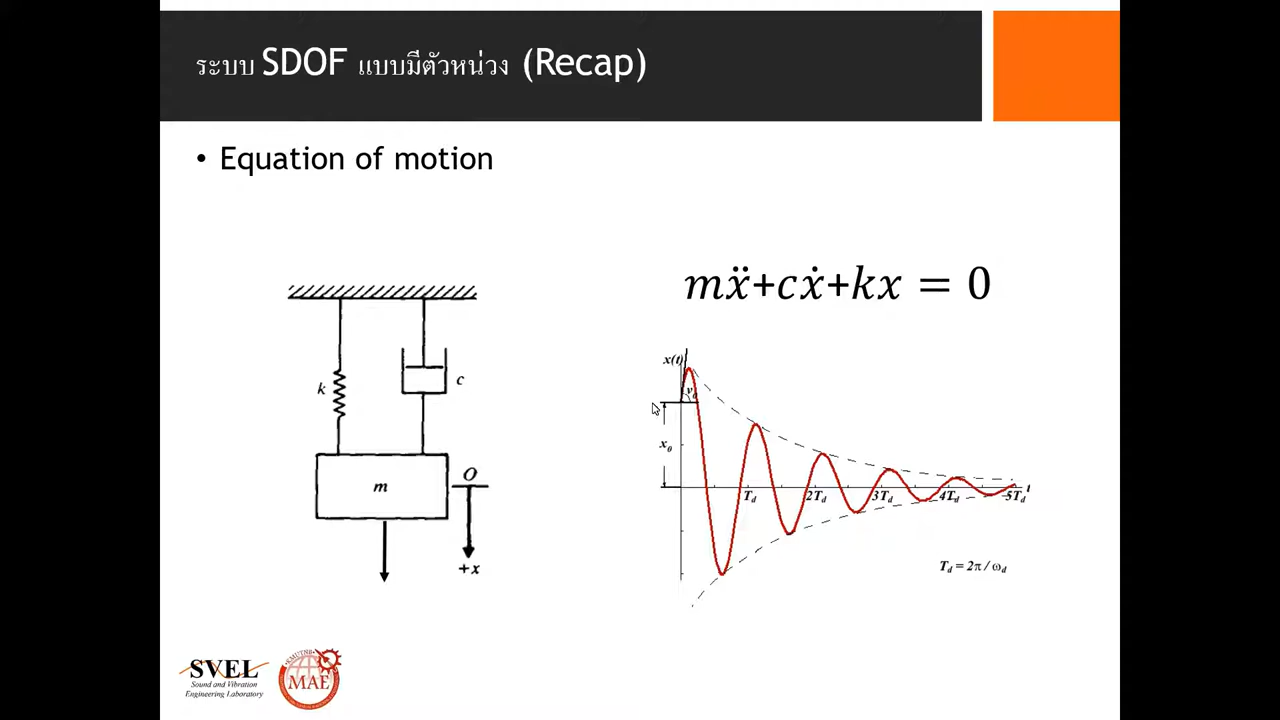 ระบบ SDOF แบบมีตัวหน่วง (Recap)
• Equation of motion
mẍ+cẋ+kx = 0
k
c
m
O
+x
x(t)
v₀
x₀
T_d
2T_d
3T_d
4T_d
5T_d
t
T_d = 2π / ω_d
SVEL
Sound and Vibration
Engineering Laboratory
KMUTNB
MAE